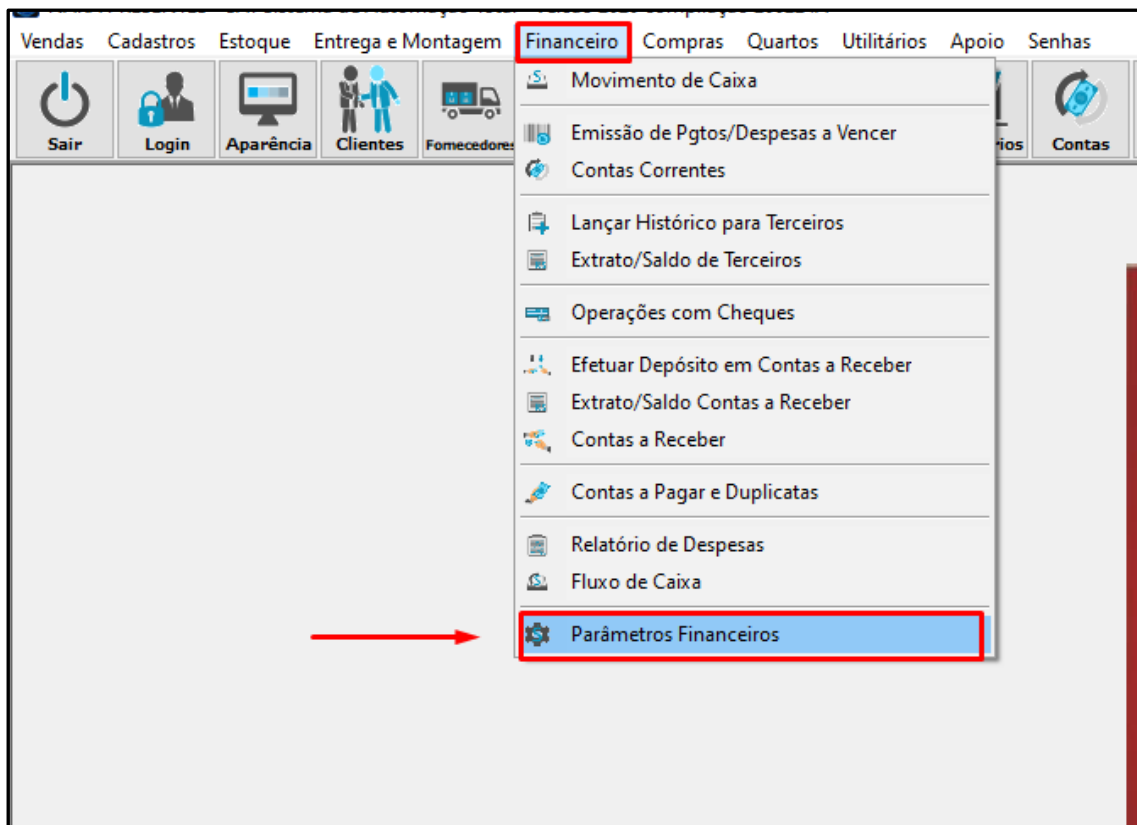 Vendas Cadastros Estoque Entrega e Montagem Financeiro Compras Quartos Utilitários Apoio Senhas
Sair Login Aparência Clientes Fornecedores Contas
Movimento de Caixa
Emissão de Pgtos/Despesas a Vencer
Contas Correntes
Lançar Histórico para Terceiros
Extrato/Saldo de Terceiros
Operações com Cheques
Efetuar Depósito em Contas a Receber
Extrato/Saldo Contas a Receber
Contas a Receber
Contas a Pagar e Duplicatas
Relatório de Despesas
Fluxo de Caixa
Parâmetros Financeiros